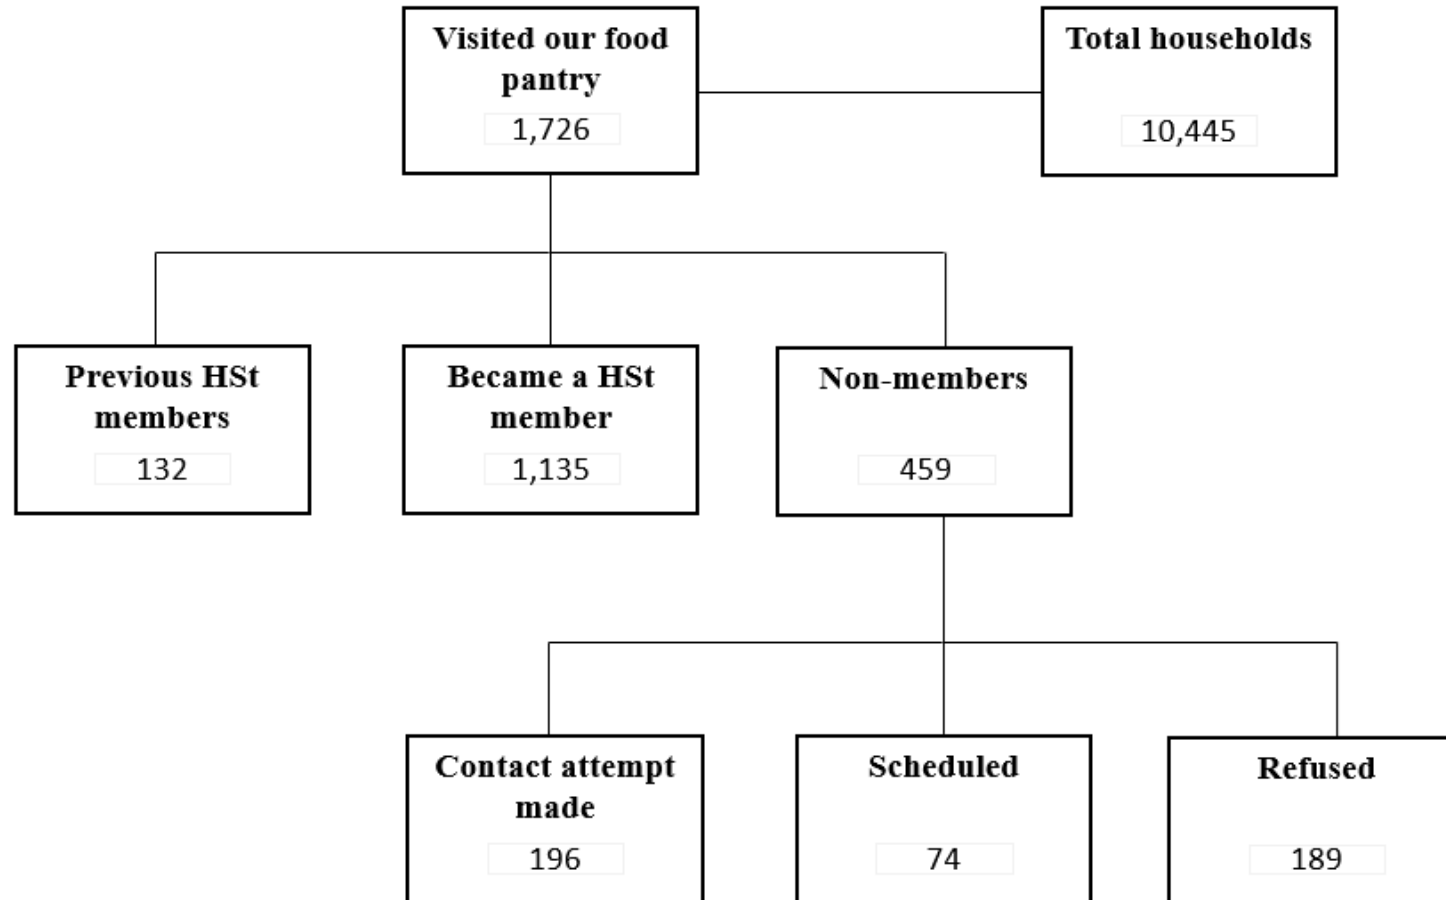 Visited our food
pantry
1,726
Total households
10,445
Previous HSt
members
132
Became a HSt
member
1,135
Non-members
459
Contact attempt
made
196
Scheduled
74
Refused
189